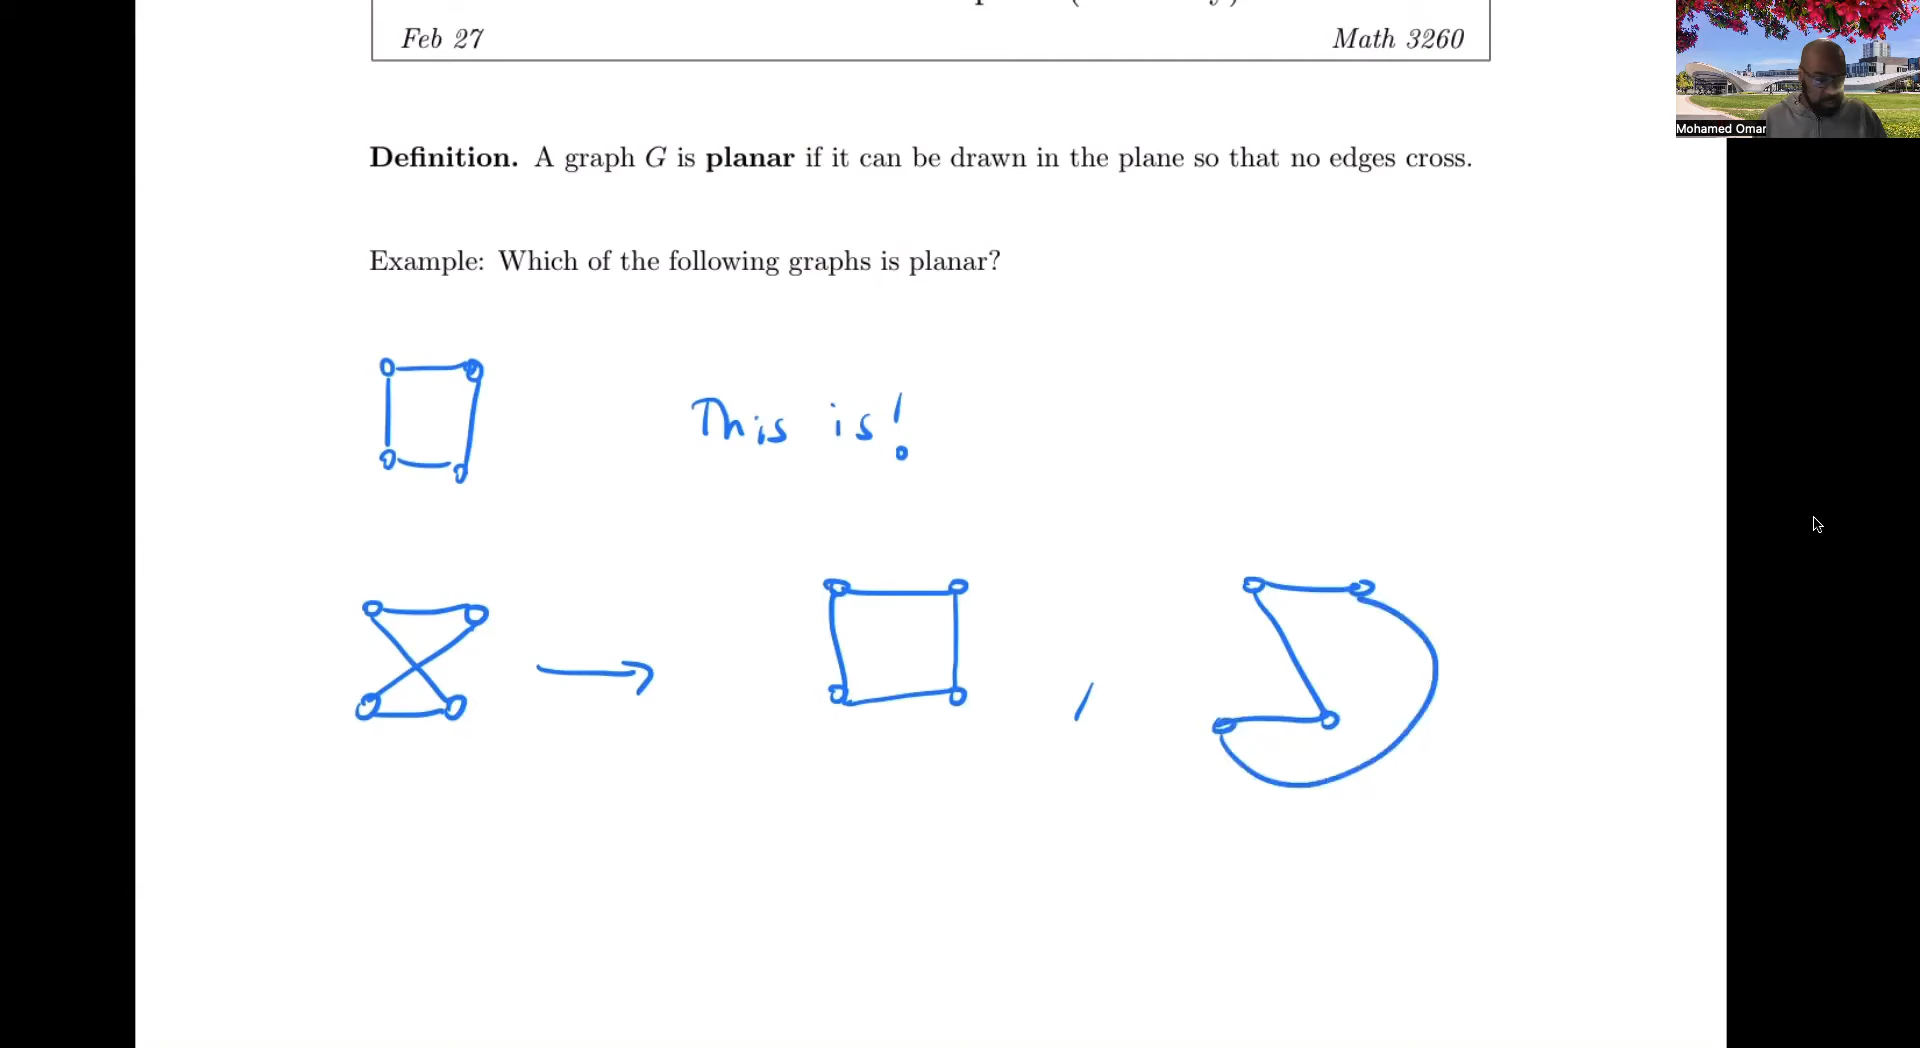 Feb 27
Math 3260
Mohamed Omar
Definition. A graph G is planar if it can be drawn in the plane so that no edges cross.
Example: Which of the following graphs is planar?
This is!
,